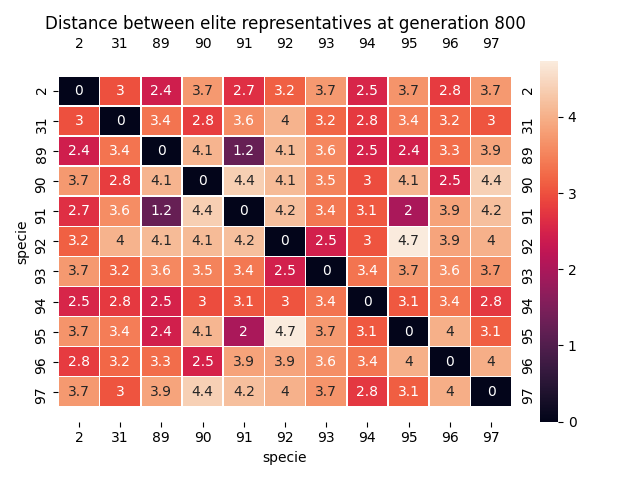 Distance between elite representatives at generation 800
2 31 89 90 91 92 93 94 95 96 97
2 0 3 2.4 3.7 2.7 3.2 3.7 2.5 3.7 2.8 3.7 2
31 3 0 3.4 2.8 3.6 4 3.2 2.8 3.4 3.2 3 31
89 2.4 3.4 0 4.1 1.2 4.1 3.6 2.5 2.4 3.3 3.9 89
90 3.7 2.8 4.1 0 4.4 4.1 3.5 3 4.1 2.5 4.4 90
91 2.7 3.6 1.2 4.4 0 4.2 3.4 3.1 2 3.9 4.2 91
92 3.2 4 4.1 4.1 4.2 0 2.5 3 4.7 3.9 4 92
93 3.7 3.2 3.6 3.5 3.4 2.5 0 3.4 3.7 3.6 3.7 93
94 2.5 2.8 2.5 3 3.1 3 3.4 0 3.1 3.4 2.8 94
95 3.7 3.4 2.4 4.1 2 4.7 3.7 3.1 0 4 3.1 95
96 2.8 3.2 3.3 2.5 3.9 3.9 3.6 3.4 4 0 4 96
97 3.7 3 3.9 4.4 4.2 4 3.7 2.8 3.1 4 0 97
2 31 89 90 91 92 93 94 95 96 97
specie
specie
4
3
2
1
0